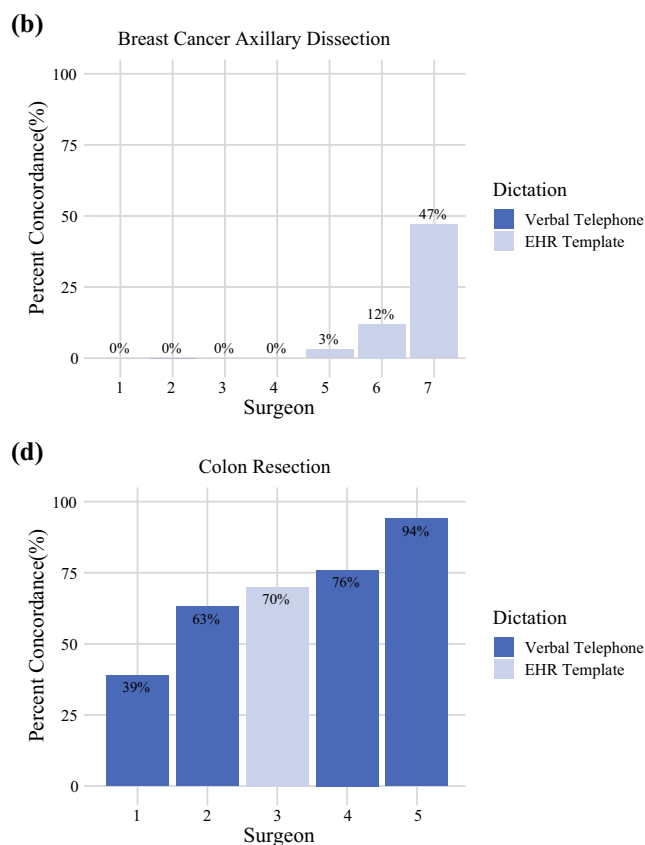 (b)
Breast Cancer Axillary Dissection
Percent Concordance(%)
100
75
50
25
0
0%
0%
0%
0%
3%
12%
47%
1 2 3 4 5 6 7
Surgeon
Dictation
Verbal Telephone
EHR Template
(d)
Colon Resection
Percent Concordance(%)
100
75
50
25
0
39%
63%
70%
76%
94%
1 2 3 4 5
Surgeon
Dictation
Verbal Telephone
EHR Template